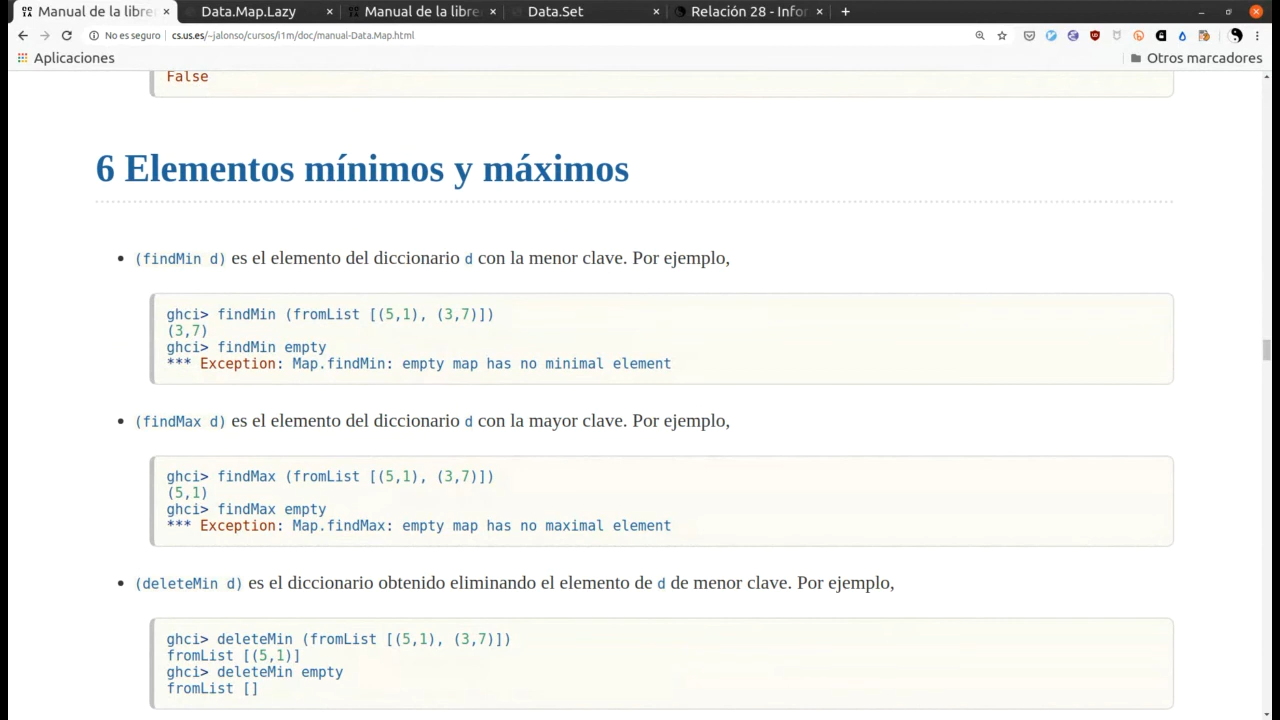 Manual de la libre
Data.Map.Lazy
Manual de la libre
Data.Set
Relación 28 - Infor
No es seguro | cs.us.es/~jalonso/cursos/i1m/doc/manual-Data.Map.html
Aplicaciones
Otros marcadores
False
6 Elementos mínimos y máximos
• (findMin d) es el elemento del diccionario d con la menor clave. Por ejemplo,
ghci> findMin (fromList [(5,1), (3,7)])
(3,7)
ghci> findMin empty
*** Exception: Map.findMin: empty map has no minimal element
• (findMax d) es el elemento del diccionario d con la mayor clave. Por ejemplo,
ghci> findMax (fromList [(5,1), (3,7)])
(5,1)
ghci> findMax empty
*** Exception: Map.findMax: empty map has no maximal element
• (deleteMin d) es el diccionario obtenido eliminando el elemento de d de menor clave. Por ejemplo,
ghci> deleteMin (fromList [(5,1), (3,7)])
fromList [(5,1)]
ghci> deleteMin empty
fromList []